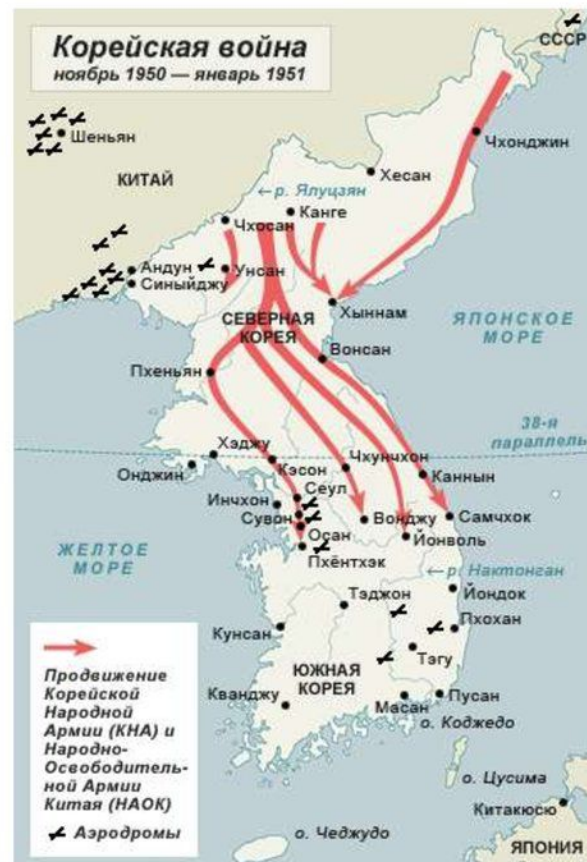 Корейская война
ноябрь 1950 — январь 1951
СССР
Шеньян
Чхонджин
КИТАЙ
Хесан
← р. Ялуцзян
Канге
Чхосан
Андун
Унсан
Синыйджу
Хыннам
СЕВЕРНАЯ
КОРЕЯ
ЯПОНСКОЕ
МОРЕ
Вонсан
Пхеньян
38-я
параллель
Хэджу
Чхунчхон
Онджин
Кэсон
Каннын
Сеул
Инчхон
Сувон
Вонджу
Самчхок
Осан
Йонволь
ЖЕЛТОЕ
МОРЕ
Пхёнтхэк
← р. Нактонган
Тэджон
Йондок
Кунсан
Пхохан
Тэгу
ЮЖНАЯ
КОРЕЯ
Кванджу
Масан
Пусан
о. Коджедо
о. Цусима
Китакюсю
о. Чеджудо
ЯПОНИЯ
Продвижение
Корейской
Народной
Армии (КНА) и
Народно-
Освободитель-
ной Армии
Китая (НАОК)
Аэродромы